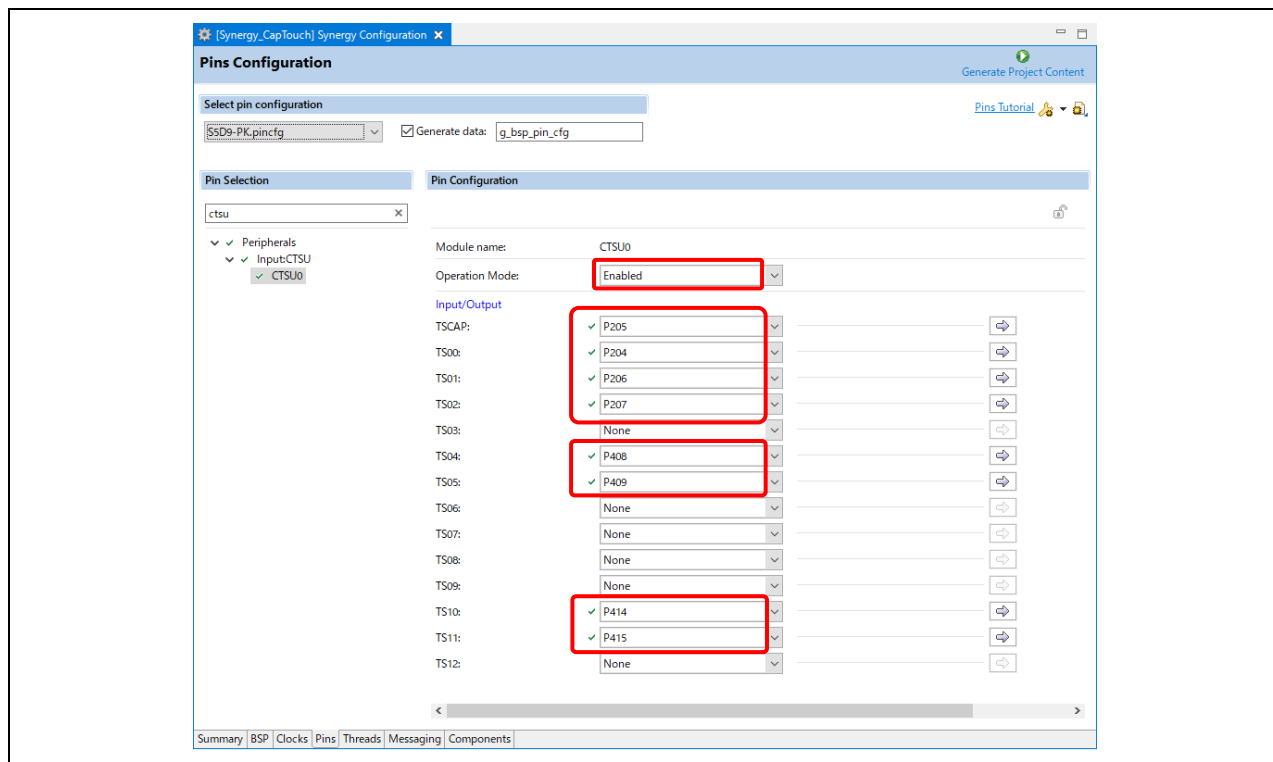 [Synergy_CapTouch] Synergy Configuration
Pins Configuration
Generate Project Content
Select pin configuration
Pins Tutorial
S5D9-PK.pincfg
Generate data:
g_bsp_pin_cfg
Pin Selection
Pin Configuration
ctsu
Peripherals
Input:CTSU
CTSU0
Module name: CTSU0
Operation Mode: Enabled
Input/Output
TSCAP: P205
TS00: P204
TS01: P206
TS02: P207
TS03: None
TS04: P408
TS05: P409
TS06: None
TS07: None
TS08: None
TS09: None
TS10: P414
TS11: P415
TS12: None
Summary BSP Clocks Pins Threads Messaging Components